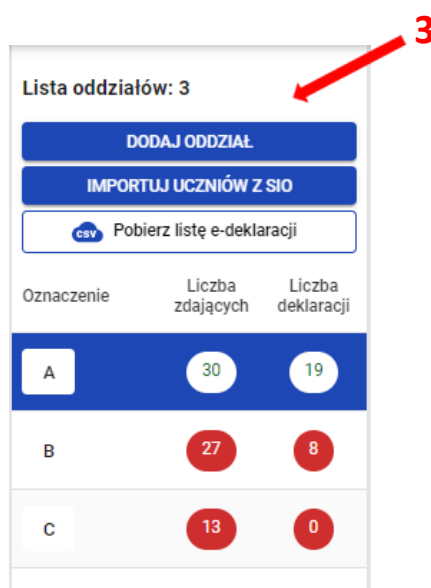 3
Lista oddziałów: 3
DODAJ ODDZIAŁ
IMPORTUJ UCZNIÓW Z SIO
csv Pobierz listę e-deklaracji
Oznaczenie Liczba zdających Liczba deklaracji
A 30 19
B 27 8
C 13 0